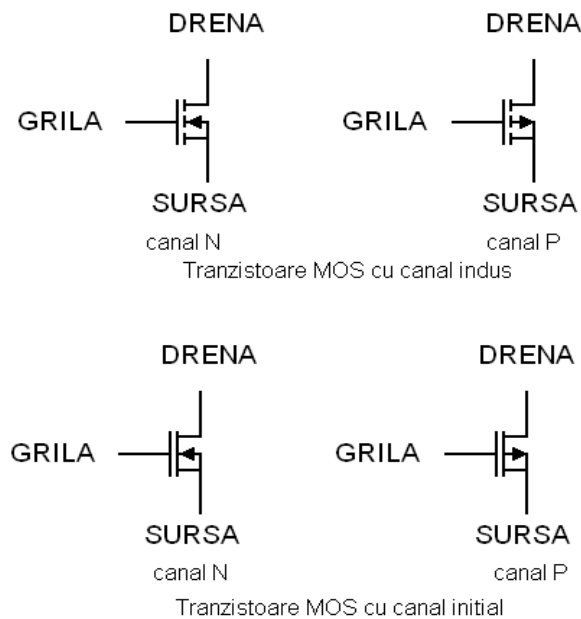 DRENA DRENA
GRILA GRILA
SURSA SURSA
canal N canal P
Tranzistoare MOS cu canal indus
DRENA DRENA
GRILA GRILA
SURSA SURSA
canal N canal P
Tranzistoare MOS cu canal initial